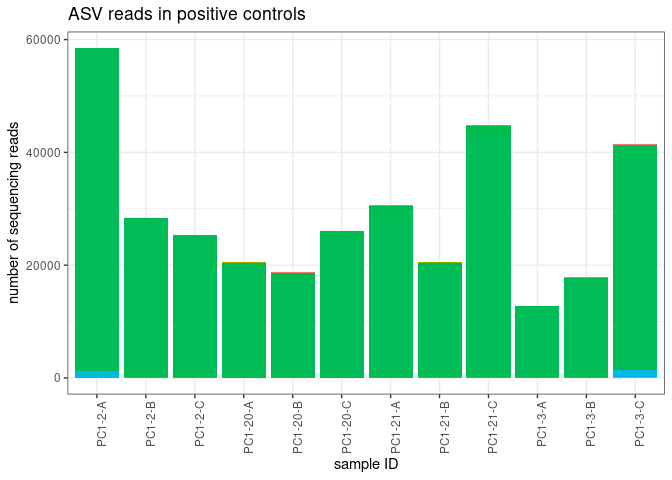 ASV reads in positive controls
number of sequencing reads
60000
40000
20000
0
PC1-2-A
PC1-2-B
PC1-2-C
PC1-20-A
PC1-20-B
PC1-20-C
PC1-21-A
PC1-21-B
PC1-21-C
PC1-3-A
PC1-3-B
PC1-3-C
sample ID